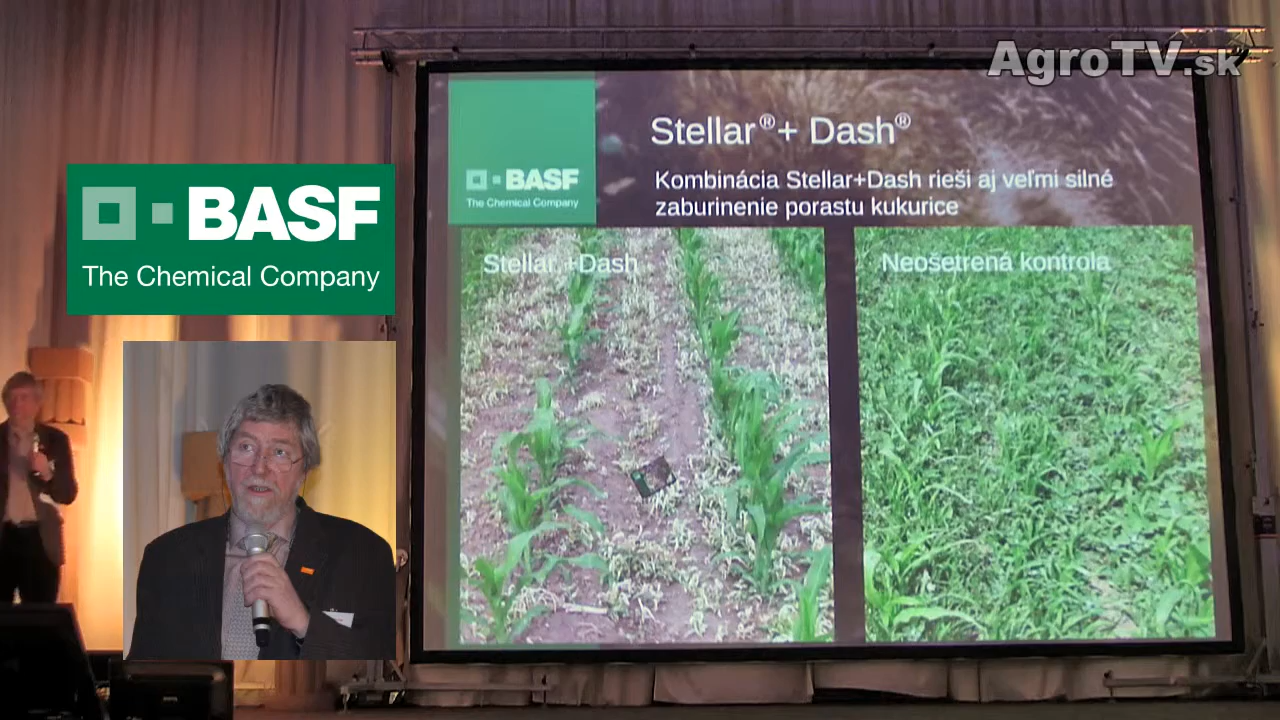 AgroTV.sk
BASF
The Chemical Company
BASF
The Chemical Company
Stellar®+ Dash®
Kombinácia Stellar+Dash rieši aj veľmi silné
zaburinenie porastu kukurice
Stellar +Dash
Neošetrená kontrola